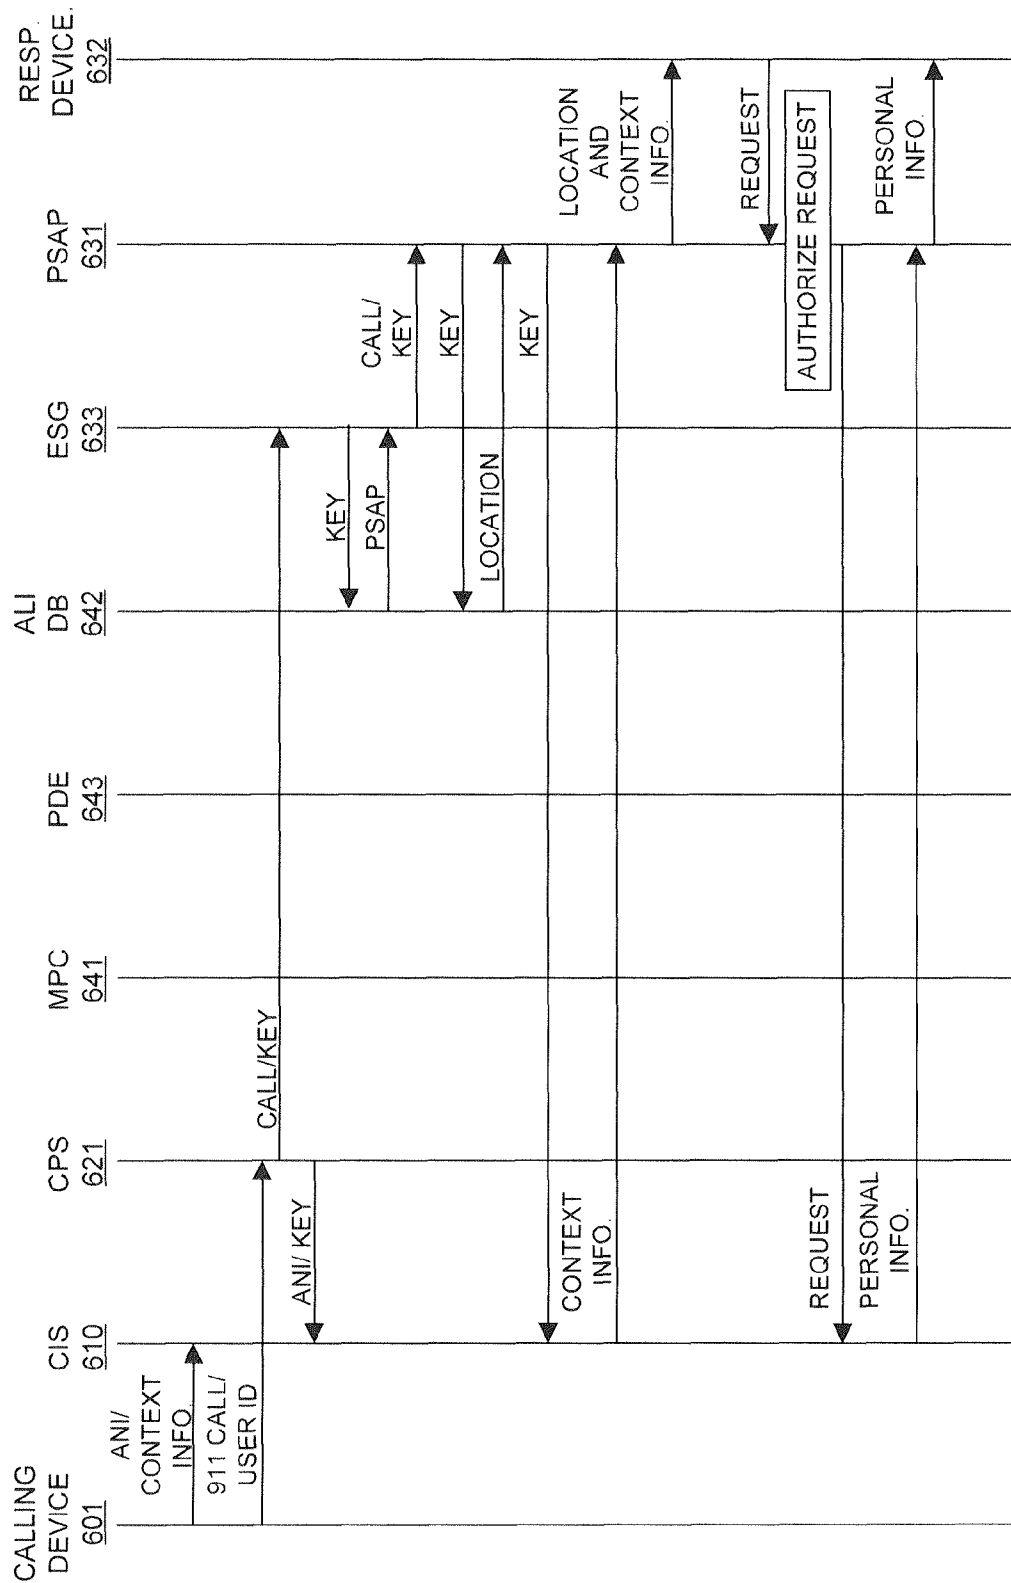 CALLING
DEVICE
601
CIS
610
CPS
621
MPC
641
PDE
643
ALI
DB
642
ESG
633
PSAP
631
RESP.
DEVICE.
632
ANI/
CONTEXT
INFO.
911 CALL/
USER ID
CALL/KEY
ANI/ KEY
KEY
PSAP
CALL/
KEY
KEY
LOCATION
KEY
CONTEXT
INFO.
LOCATION
AND
CONTEXT
INFO.
REQUEST
AUTHORIZE REQUEST
REQUEST
PERSONAL
INFO.
PERSONAL
INFO.